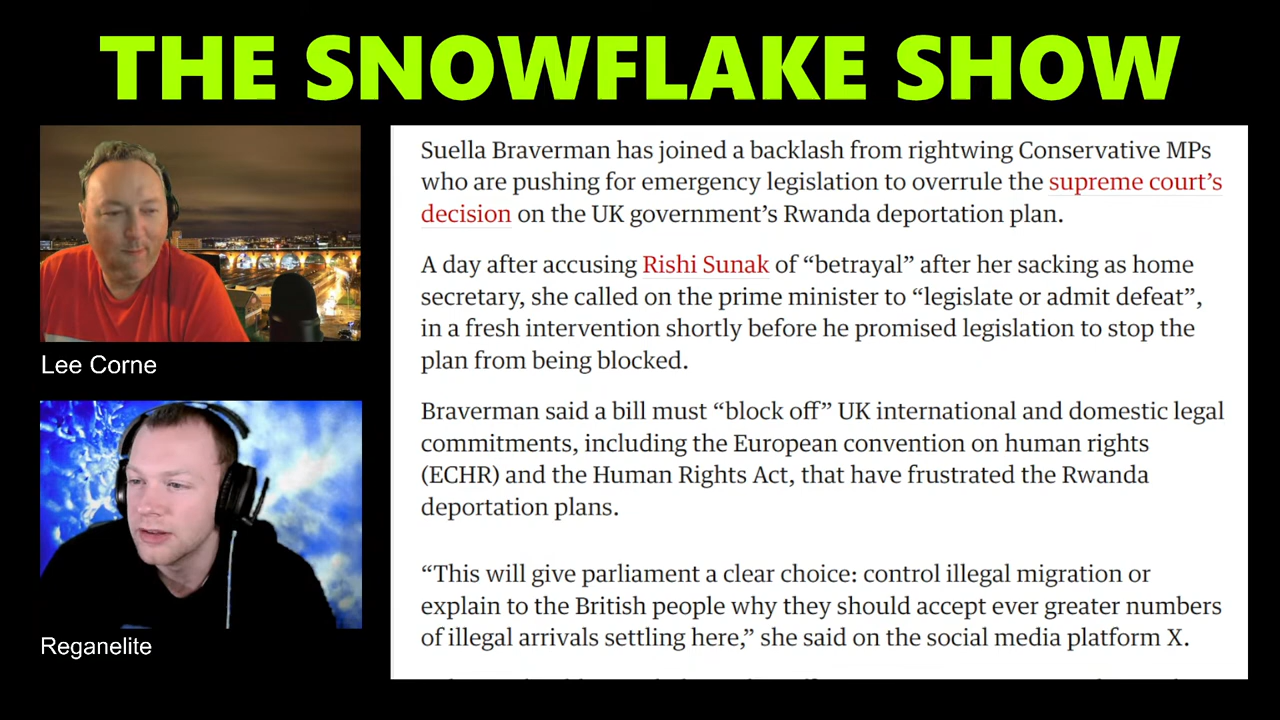 THE SNOWFLAKE SHOW
Lee Corne
Reganelite
Suella Braverman has joined a backlash from rightwing Conservative MPs
who are pushing for emergency legislation to overrule the supreme court’s
decision on the UK government’s Rwanda deportation plan.
A day after accusing Rishi Sunak of “betrayal” after her sacking as home
secretary, she called on the prime minister to “legislate or admit defeat”,
in a fresh intervention shortly before he promised legislation to stop the
plan from being blocked.
Braverman said a bill must “block off” UK international and domestic legal
commitments, including the European convention on human rights
(ECHR) and the Human Rights Act, that have frustrated the Rwanda
deportation plans.
“This will give parliament a clear choice: control illegal migration or
explain to the British people why they should accept ever greater numbers
of illegal arrivals settling here,” she said on the social media platform X.